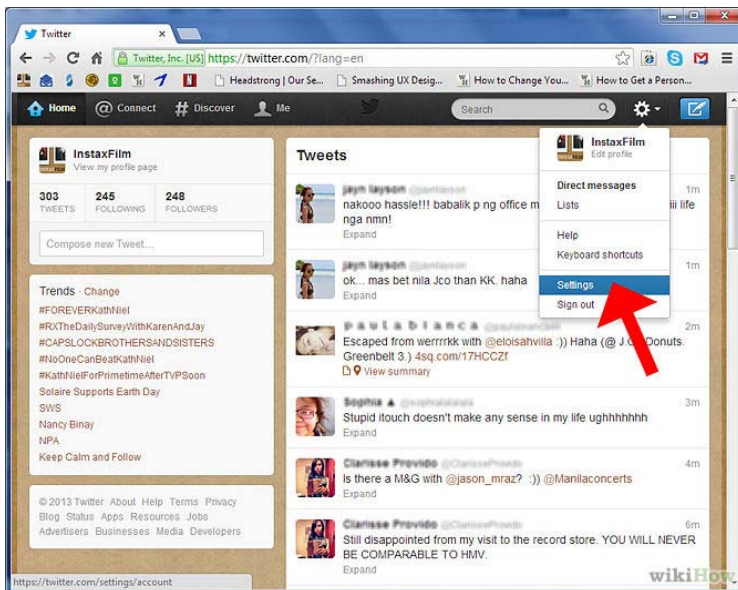 Twitter
Twitter, Inc. [US] https://twitter.com/?lang=en
Headstrong | Our Se...
Smashing UX Desig...
How to Change You...
How to Get a Person...
Home
Connect
Discover
Me
Search
InstaxFilm
View my profile page
303
TWEETS
245
FOLLOWING
248
FOLLOWERS
Compose new Tweet...
Trends · Change
#FOREVERKathNiel
#RXTheDailySurveyWithKarenAndJay
#CAPSLOCKBROTHERSANDSISTERS
#NoOneCanBeatKathNiel
#KathNielForPrimetimeAfterTVPSoon
Solaire Supports Earth Day
SWS
Nancy Binay
NPA
Keep Calm and Follow
© 2013 Twitter About Help Terms Privacy
Blog Status Apps Resources Jobs
Advertisers Businesses Media Developers
https://twitter.com/settings/account
Tweets
jayn layson
1m
nakooo hassle!!! babalik p ng office m
iii life
nga nmn!
Expand
jayn layson
1m
ok... mas bet nila Jco than KK. haha
Expand
paula bianca
2m
Escaped from werrrrkk with @eloisahvilla :)) Haha (@ J.CO Donuts.
Greenbelt 3.) 4sq.com/17HCCZf
View summary
Sophia ▲
3m
Stupid itouch doesn't make any sense in my life ughhhhhhh
Expand
Clarisse Provido @ClarisseProvido
4m
Is there a M&G with @jason_mraz? :)) @Manilaconcerts
Expand
Clarisse Provido @ClarisseProvido
6m
Still disappointed from my visit to the record store. YOU WILL NEVER
BE COMPARABLE TO HMV.
Expand
InstaxFilm
Edit profile
Direct messages
Lists
Help
Keyboard shortcuts
Settings
Sign out
wikiHow